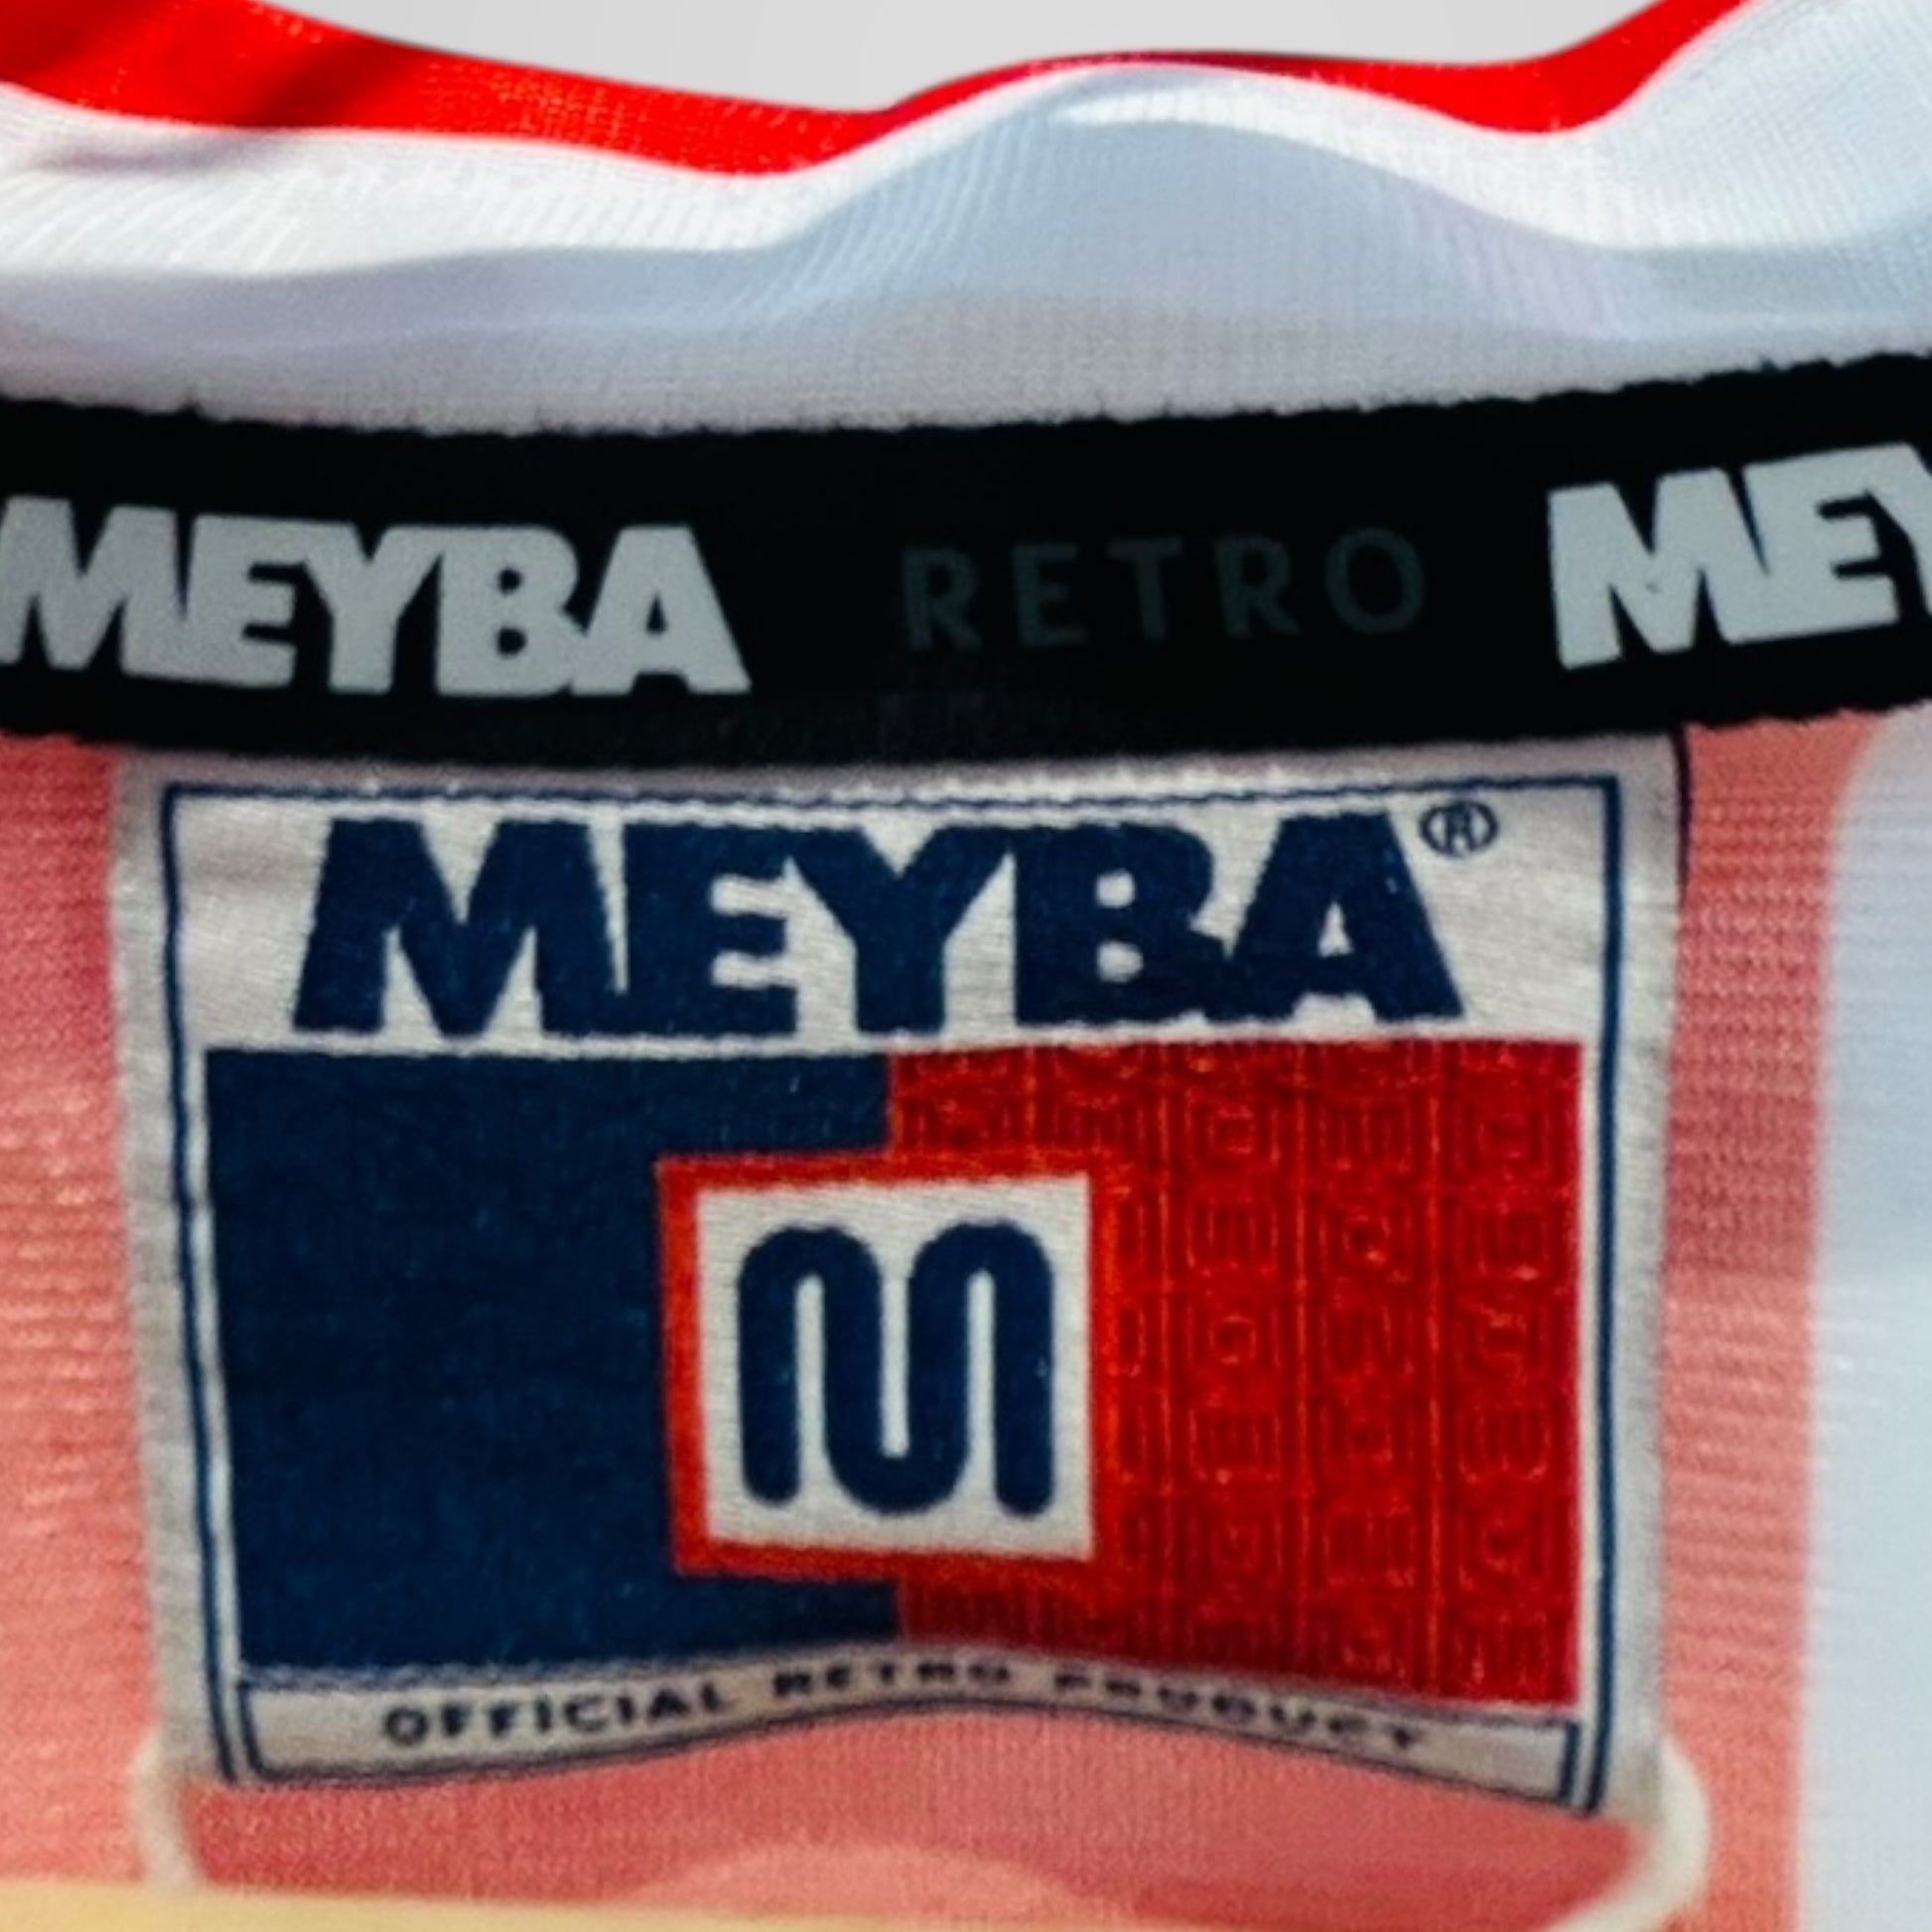 MEYBA RETRO MEY
MEYBA®
OFFICIAL RETRO PRODUCT